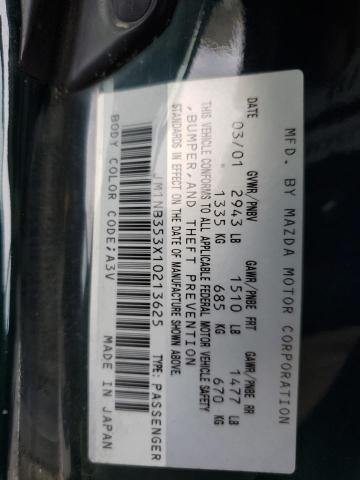 MFD. BY MAZDA MOTOR CORPORATION
DATE GVWR/PNBV GAWR/PNBE FRT GAWR/PNBE RR
03/01 2943 LB 1510 LB 1477 LB
1335 KG 685 KG 670 KG
THIS VEHICLE CONFORMS TO ALL APPLICABLE FEDERAL MOTOR VEHICLE SAFETY
, BUMPER, AND THEFT PREVENTION
STANDARDS IN EFFECT ON THE DATE OF MANUFACTURE SHOWN ABOVE.
JM1NB353X10213625 TYPE: PASSENGER
BODY COLOR CODE; A3V MADE IN JAPAN